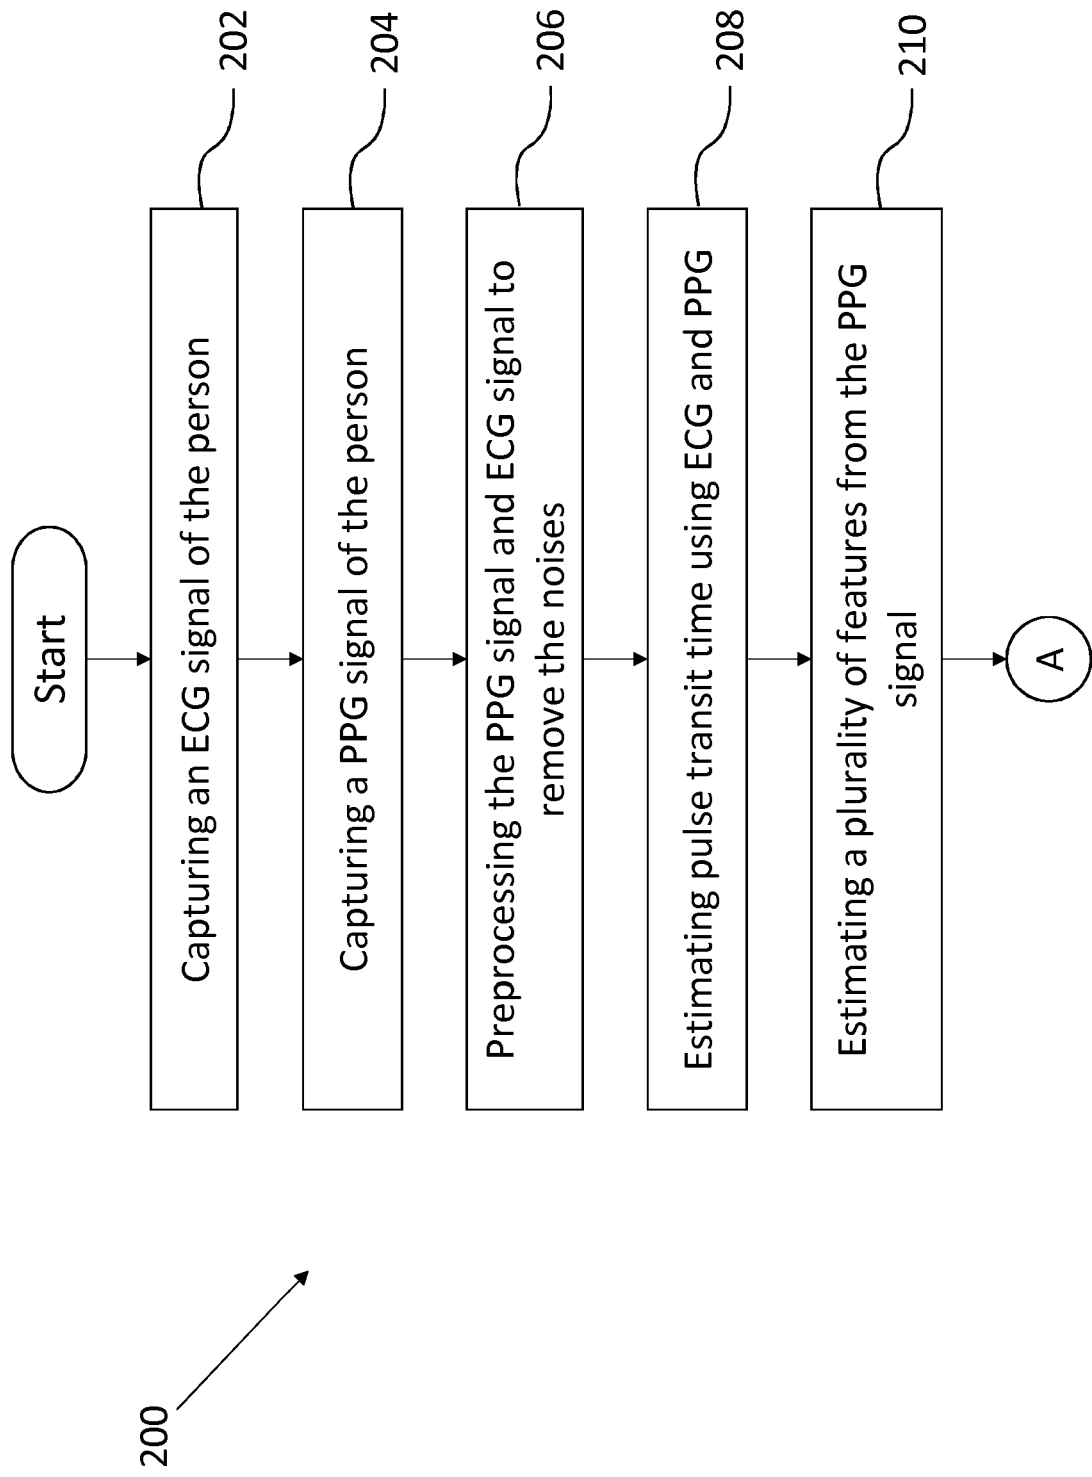 Start
Capturing an ECG signal of the person
202
Capturing a PPG signal of the person
204
Preprocessing the PPG signal and ECG signal to
remove the noises
206
Estimating pulse transit time using ECG and PPG
208
Estimating a plurality of features from the PPG
signal
210
A
200